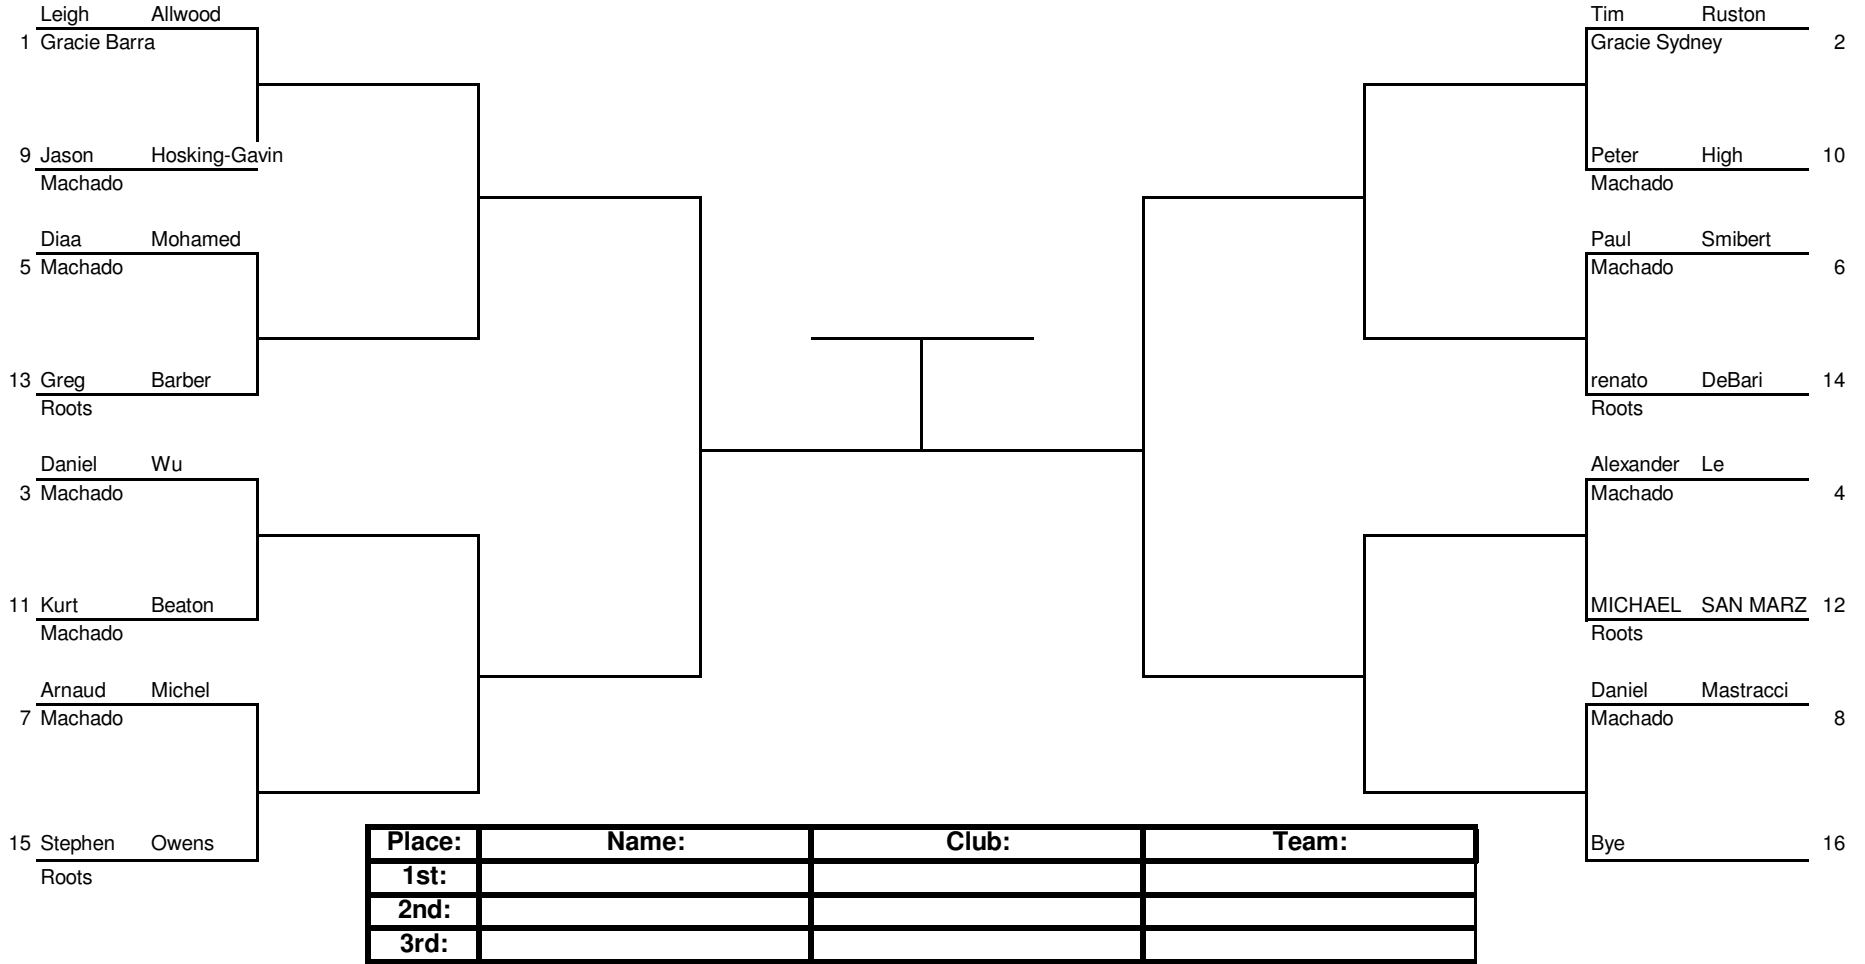 Leigh Allwood
1 Gracie Barra
9 Jason Hosking-Gavin
Machado
Diaa Mohamed
5 Machado
13 Greg Barber
Roots
Daniel Wu
3 Machado
11 Kurt Beaton
Machado
Arnaud Michel
7 Machado
15 Stephen Owens
Roots
Tim Ruston
Gracie Sydney 2
Peter High 10
Machado
Paul Smibert
Machado 6
renato DeBari 14
Roots
Alexander Le
Machado 4
MICHAEL SAN MARZ 12
Roots
Daniel Mastracci
Machado 8
Bye 16
Place: Name: Club: Team:
1st:
2nd:
3rd: